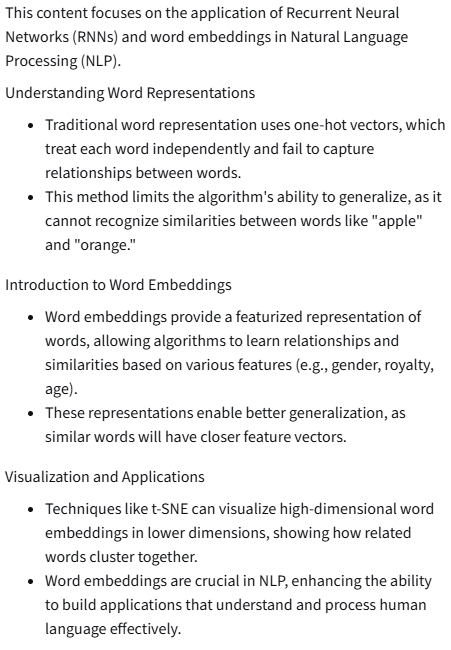 This content focuses on the application of Recurrent Neural
Networks (RNNs) and word embeddings in Natural Language
Processing (NLP).
Understanding Word Representations
• Traditional word representation uses one-hot vectors, which
treat each word independently and fail to capture
relationships between words.
• This method limits the algorithm's ability to generalize, as it
cannot recognize similarities between words like "apple"
and "orange."
Introduction to Word Embeddings
• Word embeddings provide a featurized representation of
words, allowing algorithms to learn relationships and
similarities based on various features (e.g., gender, royalty,
age).
• These representations enable better generalization, as
similar words will have closer feature vectors.
Visualization and Applications
• Techniques like t-SNE can visualize high-dimensional word
embeddings in lower dimensions, showing how related
words cluster together.
• Word embeddings are crucial in NLP, enhancing the ability
to build applications that understand and process human
language effectively.